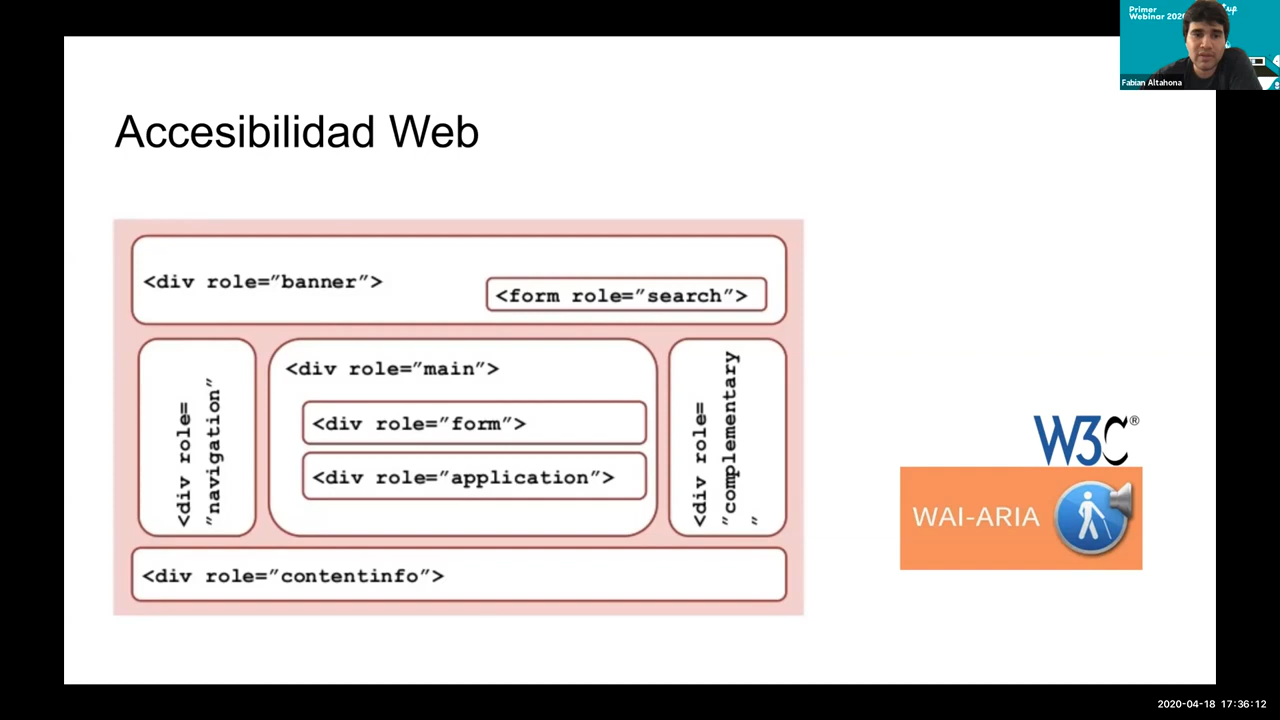 Primer
Webinar 2020
Fabian Altahona
Accesibilidad Web
<div role="banner">
<form role="search">
<div role=
"navigation"
<div role="main">
<div role="form">
<div role="application">
<div role=
"complementary
"
<div role="contentinfo">
W3C®
WAI-ARIA
2020-04-18 17:36:12